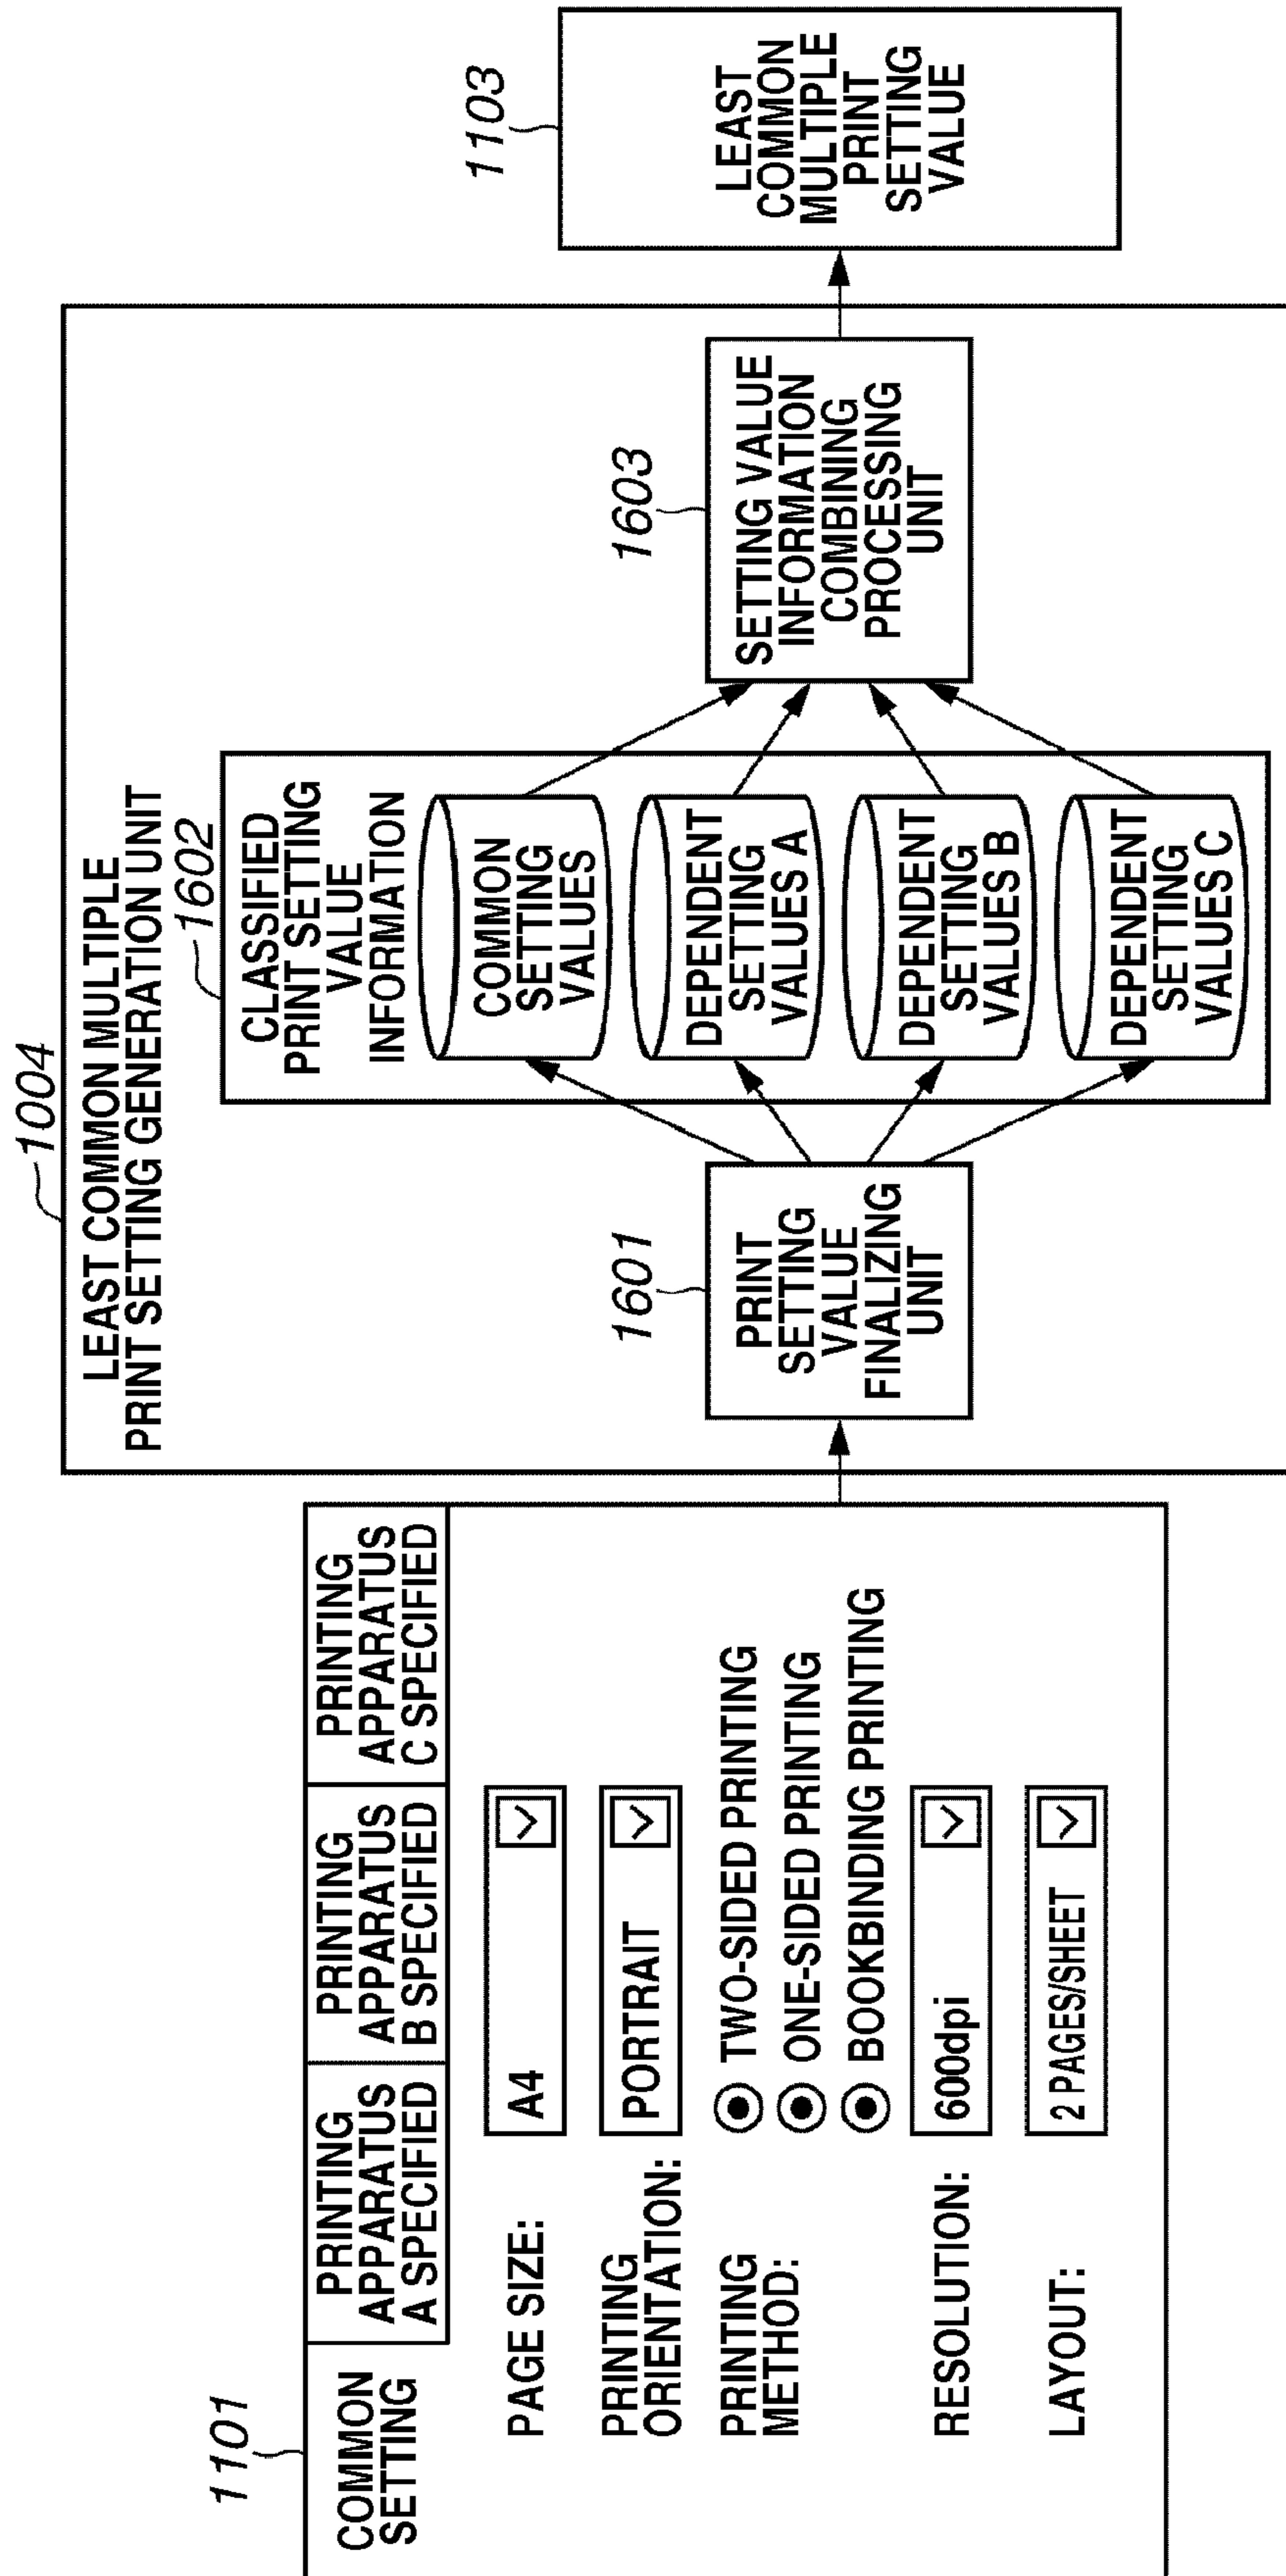 1101
COMMON
SETTING
PRINTING
APPARATUS
A SPECIFIED
PRINTING
APPARATUS
B SPECIFIED
PRINTING
APPARATUS
C SPECIFIED
PAGE SIZE:
A4
PRINTING
ORIENTATION:
PORTRAIT
PRINTING
METHOD:
TWO-SIDED PRINTING
ONE-SIDED PRINTING
BOOKBINDING PRINTING
RESOLUTION:
600dpi
LAYOUT:
2 PAGES/SHEET
1004
LEAST COMMON MULTIPLE
PRINT SETTING GENERATION UNIT
1601
PRINT
SETTING
VALUE
FINALIZING
UNIT
1602
CLASSIFIED
PRINT SETTING
VALUE
INFORMATION
COMMON
SETTING
VALUES
DEPENDENT
SETTING
VALUES A
DEPENDENT
SETTING
VALUES B
DEPENDENT
SETTING
VALUES C
1603
SETTING VALUE
INFORMATION
COMBINING
PROCESSING
UNIT
1103
LEAST
COMMON
MULTIPLE
PRINT
SETTING
VALUE